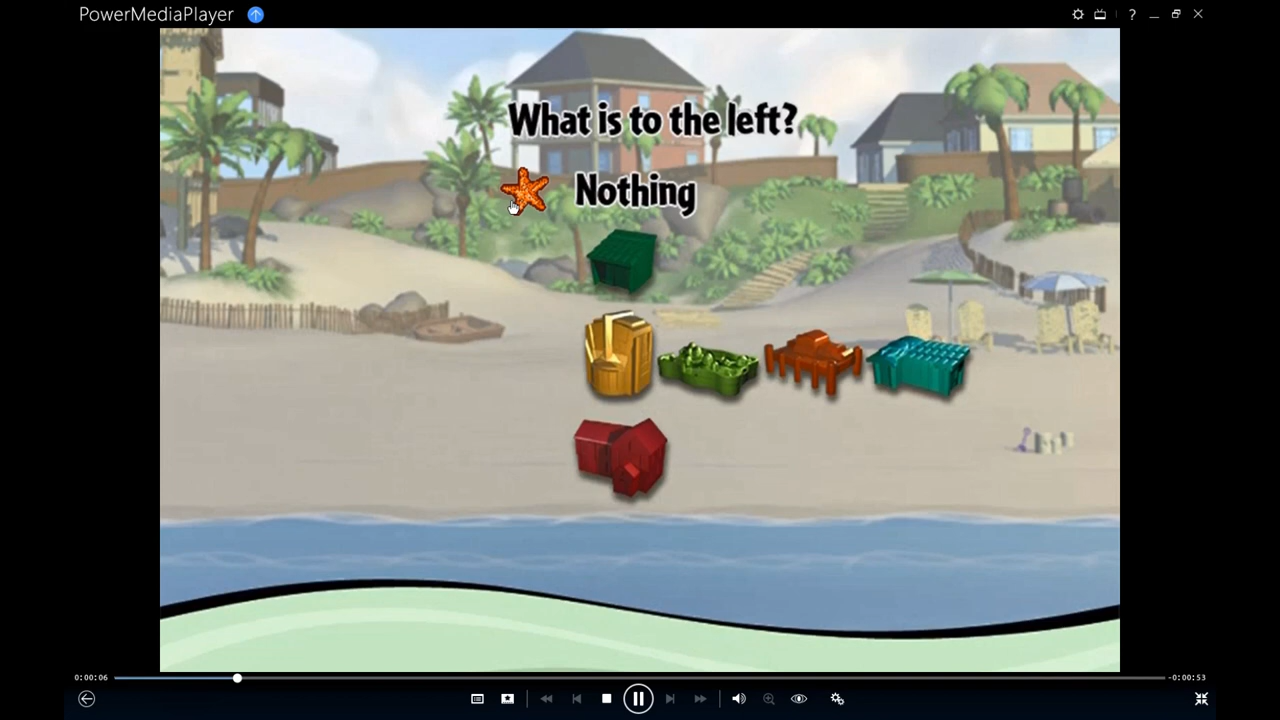 PowerMediaPlayer
?
What is to the left?
Nothing
0:00:06
-0:00:53